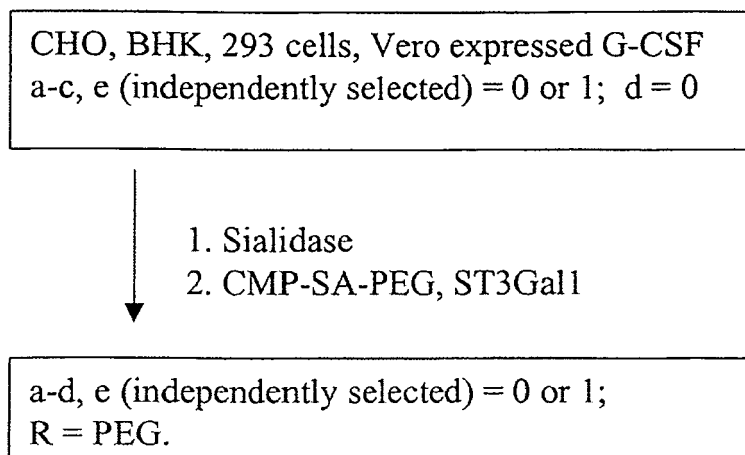 CHO, BHK, 293 cells, Vero expressed G-CSF
a-c, e (independently selected) = 0 or 1; d = 0
1. Sialidase
2. CMP-SA-PEG, ST3Gal1
a-d, e (independently selected) = 0 or 1;
R = PEG.